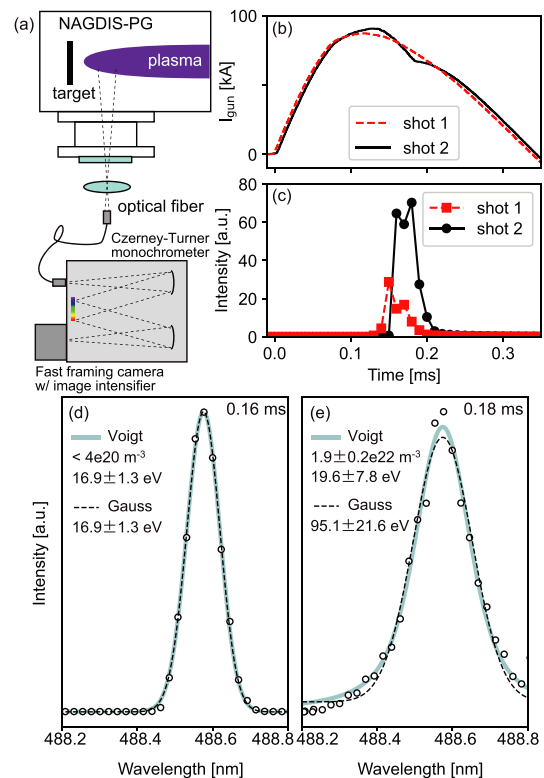 (a)
NAGDIS-PG
plasma
target
optical fiber
Czerney-Turner
monochrometer
Fast framing camera
w/ image intensifier
(b)
I_gun [kA]
100
0
shot 1
shot 2
(c)
Intensity [a.u.]
80
60
40
20
0
shot 1
shot 2
0.0 0.1 0.2 0.3
Time [ms]
(d)
0.16 ms
Voigt
< 4e20 m⁻³
16.9±1.3 eV
Gauss
16.9±1.3 eV
Intensity [a.u.]
488.2 488.4 488.6 488.8
Wavelength [nm]
(e)
0.18 ms
Voigt
1.9±0.2e22 m⁻³
19.6±7.8 eV
Gauss
95.1±21.6 eV
488.2 488.4 488.6 488.8
Wavelength [nm]